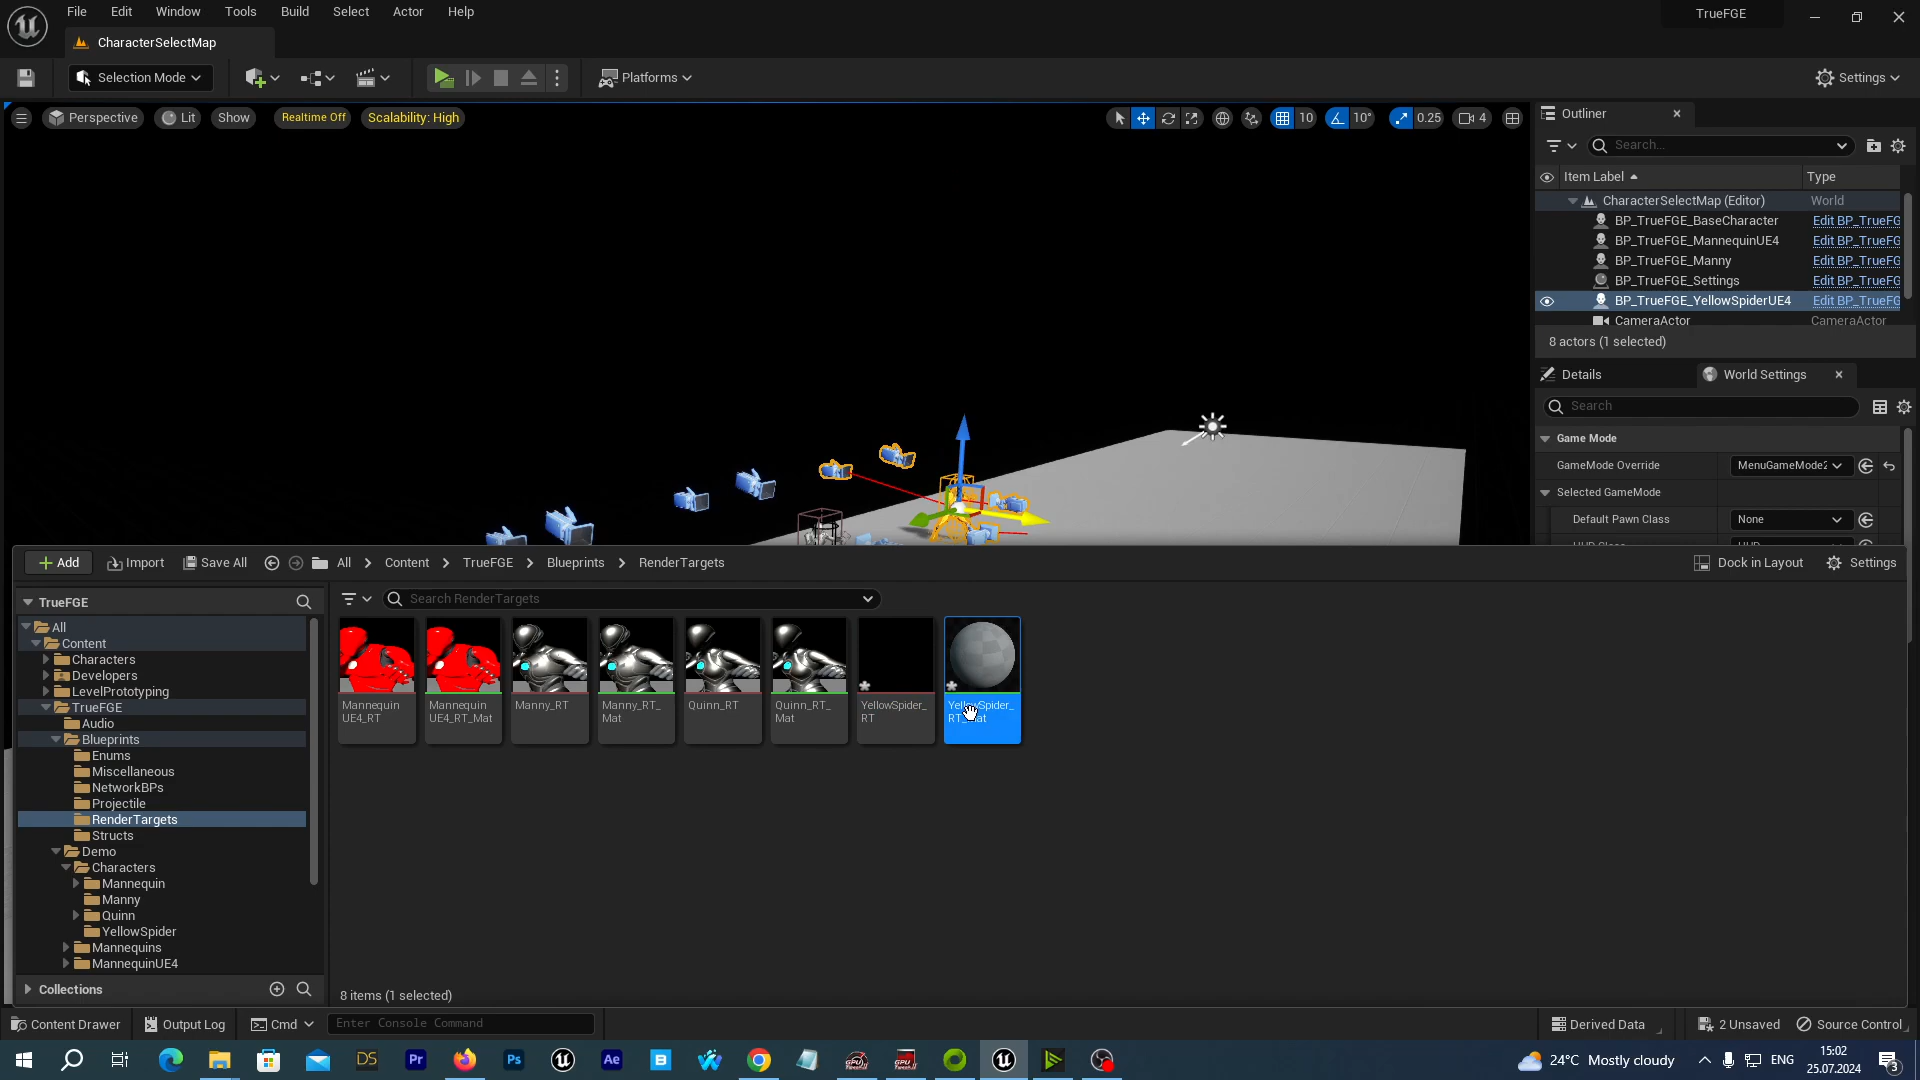 File Edit Window Tools Build Select Actor Help
TrueFGE
CharacterSelectMap
Selection Mode
Platforms
Settings
Perspective
Lit
Show
Realtime Off
Scalability: High
10
10°
0.25
4
Outliner
Search...
Item Label
Type
CharacterSelectMap (Editor)
World
BP_TrueFGE_BaseCharacter
Edit BP_TrueFG
BP_TrueFGE_MannequinUE4
Edit BP_TrueFG
BP_TrueFGE_Manny
Edit BP_TrueFG
BP_TrueFGE_Settings
Edit BP_TrueFG
BP_TrueFGE_YellowSpiderUE4
Edit BP_TrueFG
CameraActor
CameraActor
8 actors (1 selected)
Details
World Settings
Search
Game Mode
GameMode Override
MenuGameMode2
Selected GameMode
Default Pawn Class
None
Add
Import
Save All
All
Content
TrueFGE
Blueprints
RenderTargets
Dock in Layout
Settings
TrueFGE
All
Content
Characters
Developers
LevelPrototyping
TrueFGE
Audio
Blueprints
Enums
Miscellaneous
NetworkBPs
Projectile
RenderTargets
Structs
Demo
Characters
Mannequin
Manny
Quinn
YellowSpider
Mannequins
MannequinUE4
Collections
Search RenderTargets
Mannequin
UE4_RT
Mannequin
UE4_RT_Mat
Manny_RT
Manny_RT_
Mat
Quinn_RT
Quinn_RT_
Mat
YellowSpider_
RT
YellowSpider_
RT_Mat
8 items (1 selected)
Content Drawer
Output Log
Cmd
Enter Console Command
Derived Data
2 Unsaved
Source Control
DS
Pr
Ps
Ae
24°C Mostly cloudy
ENG
15:02
25.07.2024
3